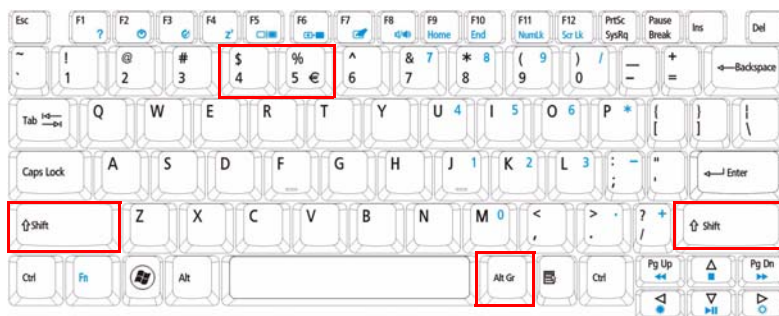 Esc F1 ? F2 F3 F4 zᶻ F5 F6 F7 F8 F9 Home F10 End F11 NumLk F12 Scr Lk PrtSc SysRq Pause Break Ins Del
~ ` ! 1 @ 2 # 3 $ 4 % 5 € ^ 6 & 7 7 * 8 8 ( 9 9 ) 0 / _ - + = Backspace
Tab Q W E R T Y U 4 I 5 O 6 P * { [ } ] | \
Caps Lock A S D F G H J 1 K 2 L 3 : ; - " ' Enter
⇧Shift Z X C V B N M 0 < , > . . ? / + ⇧ Shift
Ctrl Fn Alt Alt Gr Ctrl Pg Up △ Pg Dn
◁ ▽ ▷